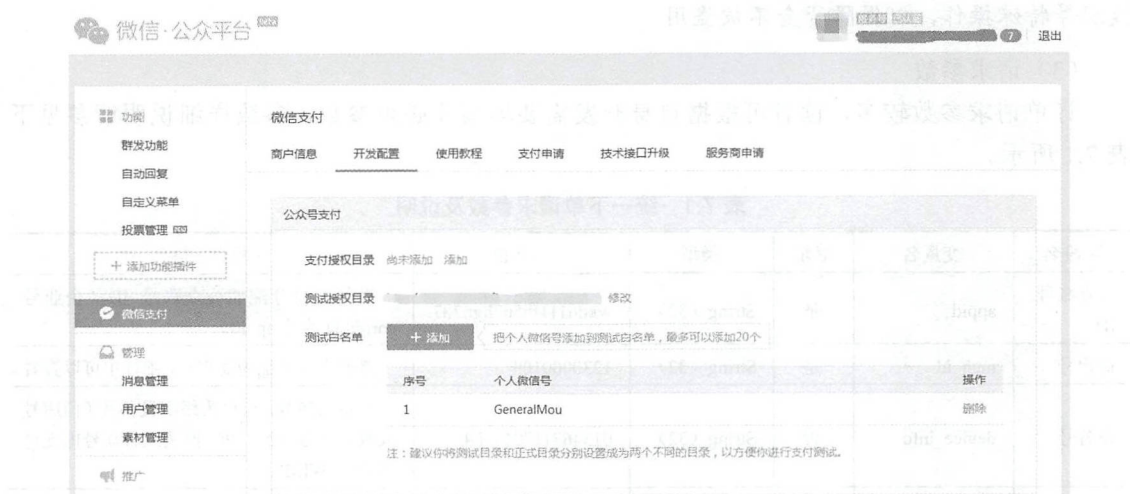 微信·公众平台
7 退出
功能
群发功能
自动回复
自定义菜单
投票管理
+ 添加功能插件
微信支付
管理
消息管理
用户管理
素材管理
推广
微信支付
商户信息 开发配置 使用教程 支付申请 技术接口升级 服务商申请
公众号支付
支付授权目录 尚未添加 添加
测试授权目录 修改
测试白名单 + 添加 把个人微信号添加到测试白名单，最多可以添加20个
序号 个人微信号 操作
1 GeneralMou 删除
注：建议你将测试目录和正式目录分别设置成为两个不同的目录，以方便你进行支付测试。